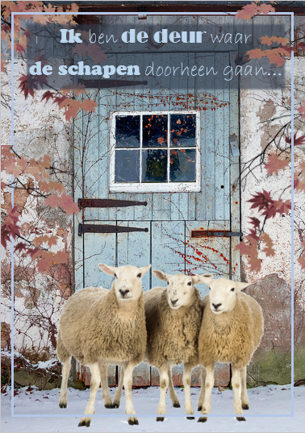 Ik ben de deur waar
de schapen doorheen gaan...